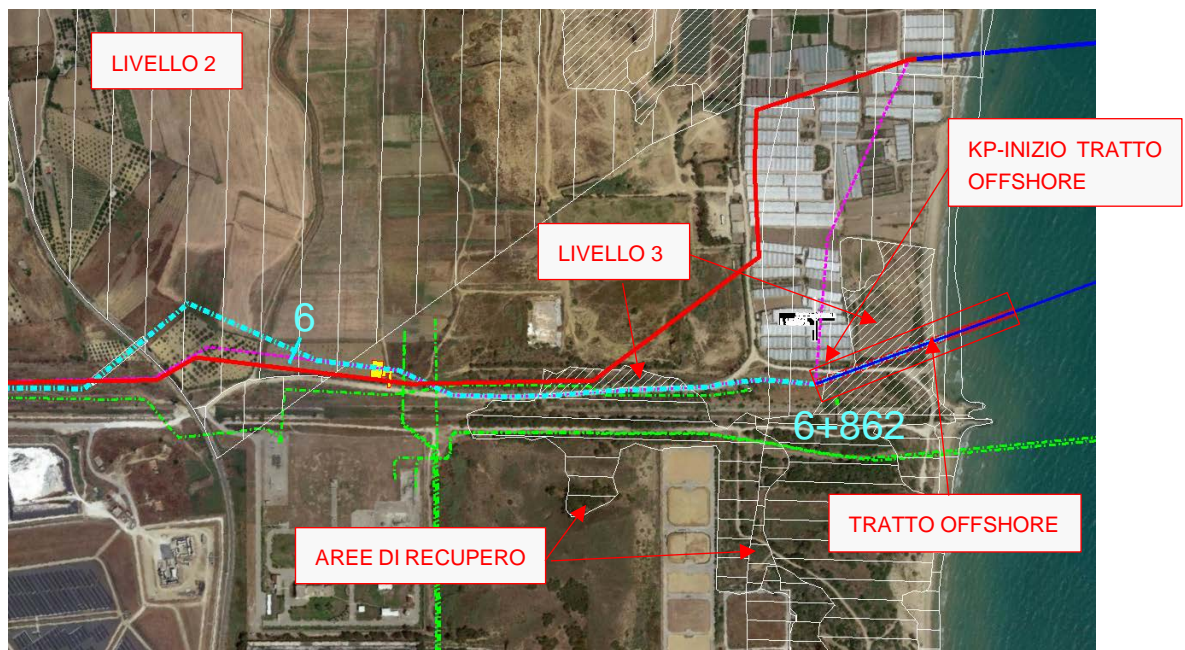 LIVELLO 2
KP-INIZIO TRATTO
OFFSHORE
LIVELLO 3
6
6+862
TRATTO OFFSHORE
AREE DI RECUPERO